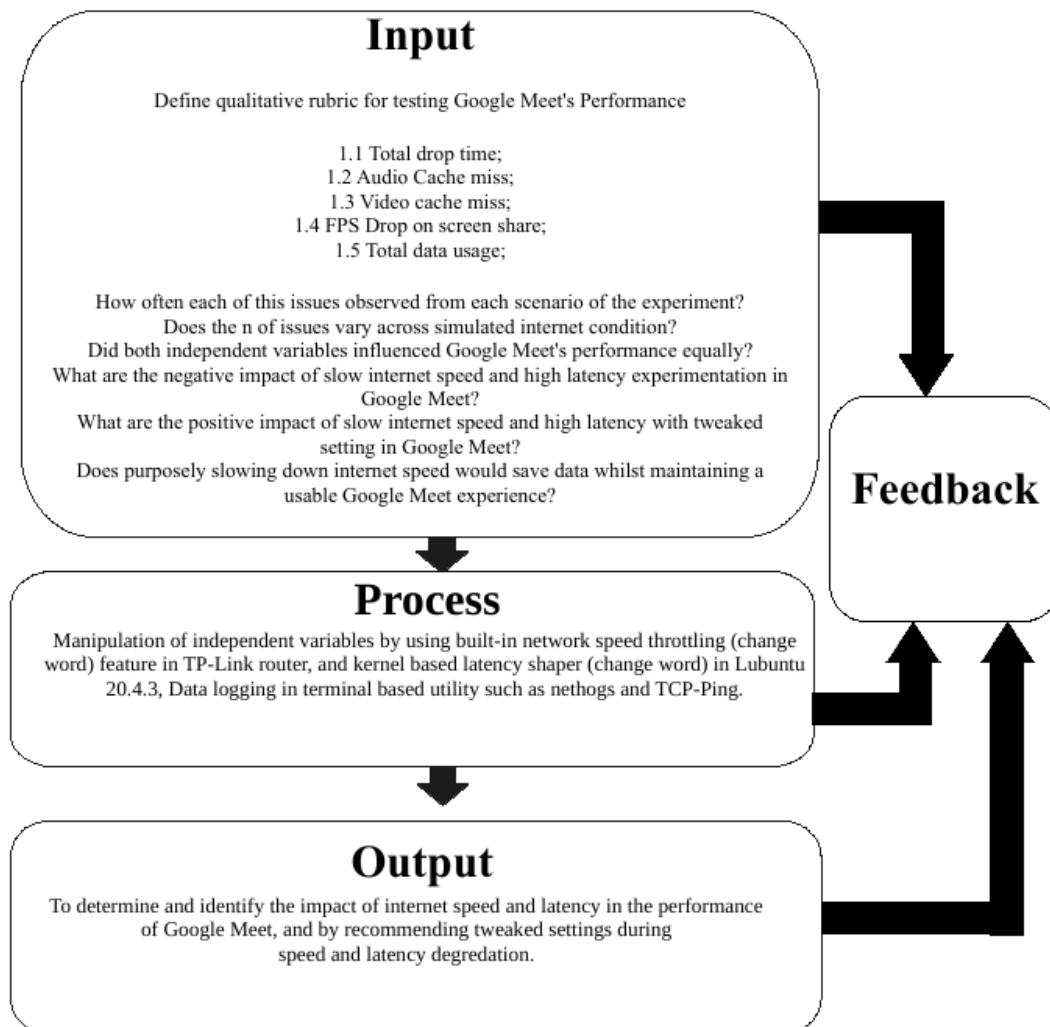 Input
Define qualitative rubric for testing Google Meet's Performance
1.1 Total drop time;
1.2 Audio Cache miss;
1.3 Video cache miss;
1.4 FPS Drop on screen share;
1.5 Total data usage;
How often each of this issues observed from each scenario of the experiment?
Does the n of issues vary across simulated internet condition?
Did both independent variables influenced Google Meet's performance equally?
What are the negative impact of slow internet speed and high latency experimentation in
Google Meet?
What are the positive impact of slow internet speed and high latency with tweaked
setting in Google Meet?
Does purposely slowing down internet speed would save data whilst maintaining a
usable Google Meet experience?
Feedback
Process
Manipulation of independent variables by using built-in network speed throttling (change
word) feature in TP-Link router, and kernel based latency shaper (change word) in Lubuntu
20.4.3, Data logging in terminal based utility such as nethogs and TCP-Ping.
Output
To determine and identify the impact of internet speed and latency in the performance
of Google Meet, and by recommending tweaked settings during
speed and latency degredation.